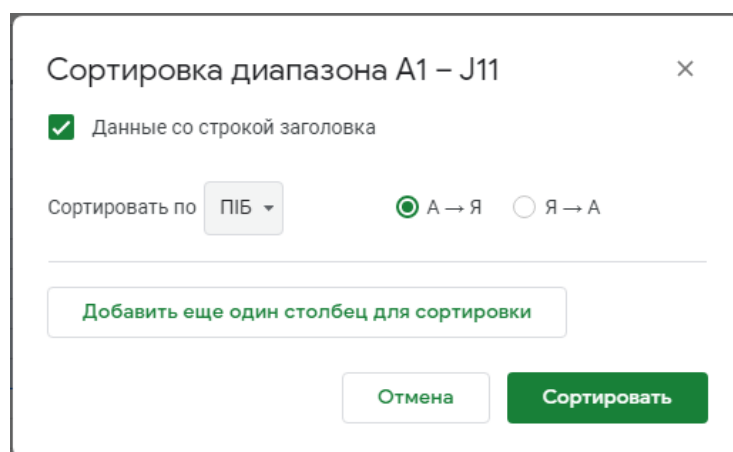 Сортировка диапазона A1 – J11
Данные со строкой заголовка
Сортировать по ПІБ А → Я Я → А
Добавить еще один столбец для сортировки
Отмена Сортировать